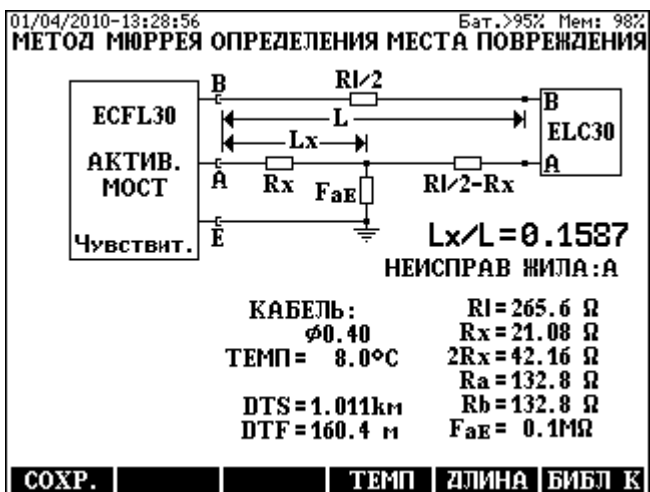 01/04/2010-13:28:56 Бат.>95% Мем: 98%
МЕТОД МЮРРЕЯ ОПРЕДЕЛЕНИЯ МЕСТА ПОВРЕЖДЕНИЯ
B Rl/2 B
ECFL30 L ELC30
Lx
АКТИВ. МОСТ A Rx FaE Rl/2-Rx A
Чувствит. E
Lx/L=0.1587
НЕИСПРАВ ЖИЛА:A
КАБЕЛЬ: Rl=265.6 Ω
φ0.40 Rx=21.08 Ω
ТЕМП= 8.0°C 2Rx=42.16 Ω
Ra=132.8 Ω
DTS=1.011км Rb=132.8 Ω
DTF=160.4 м FaE= 0.1MΩ
СОХР. ТЕМП ДЛИНА БИБЛ К